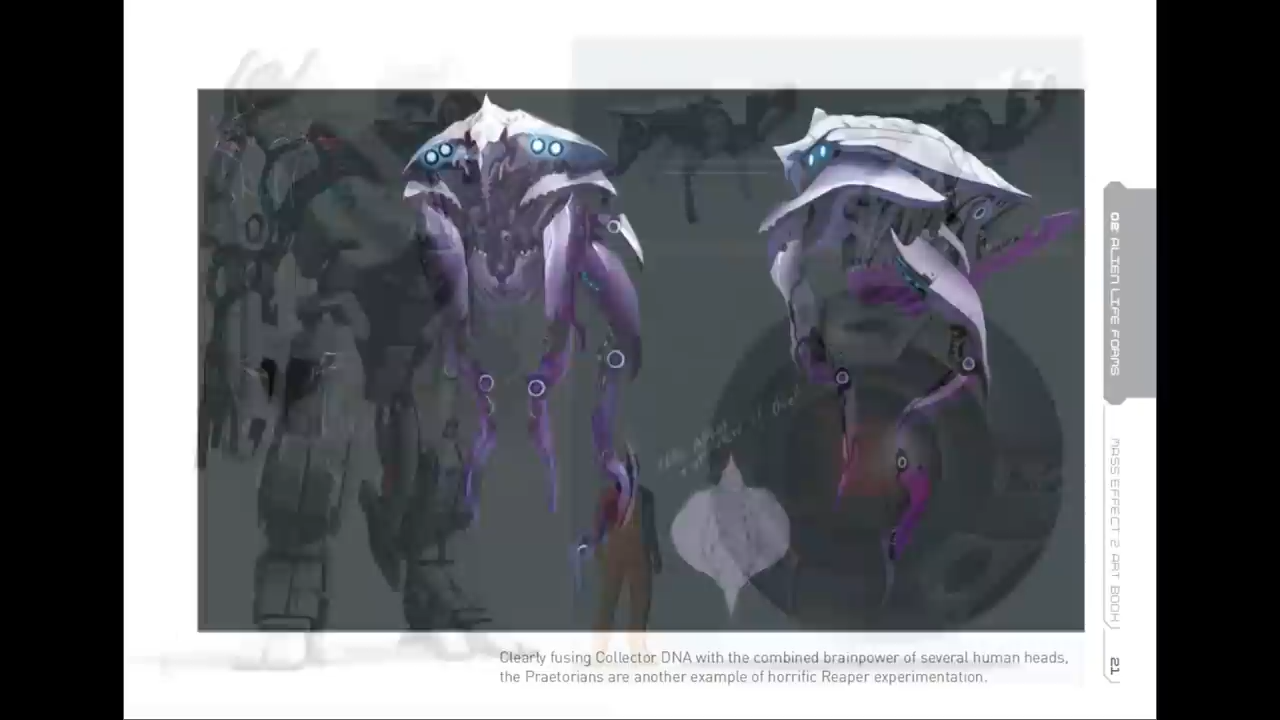 02: ALIEN LIFE FORMS
MASS EFFECT 2 ART BOOK
21
Clearly fusing Collector DNA with the combined brainpower of several human heads,
the Praetorians are another example of horrific Reaper experimentation.